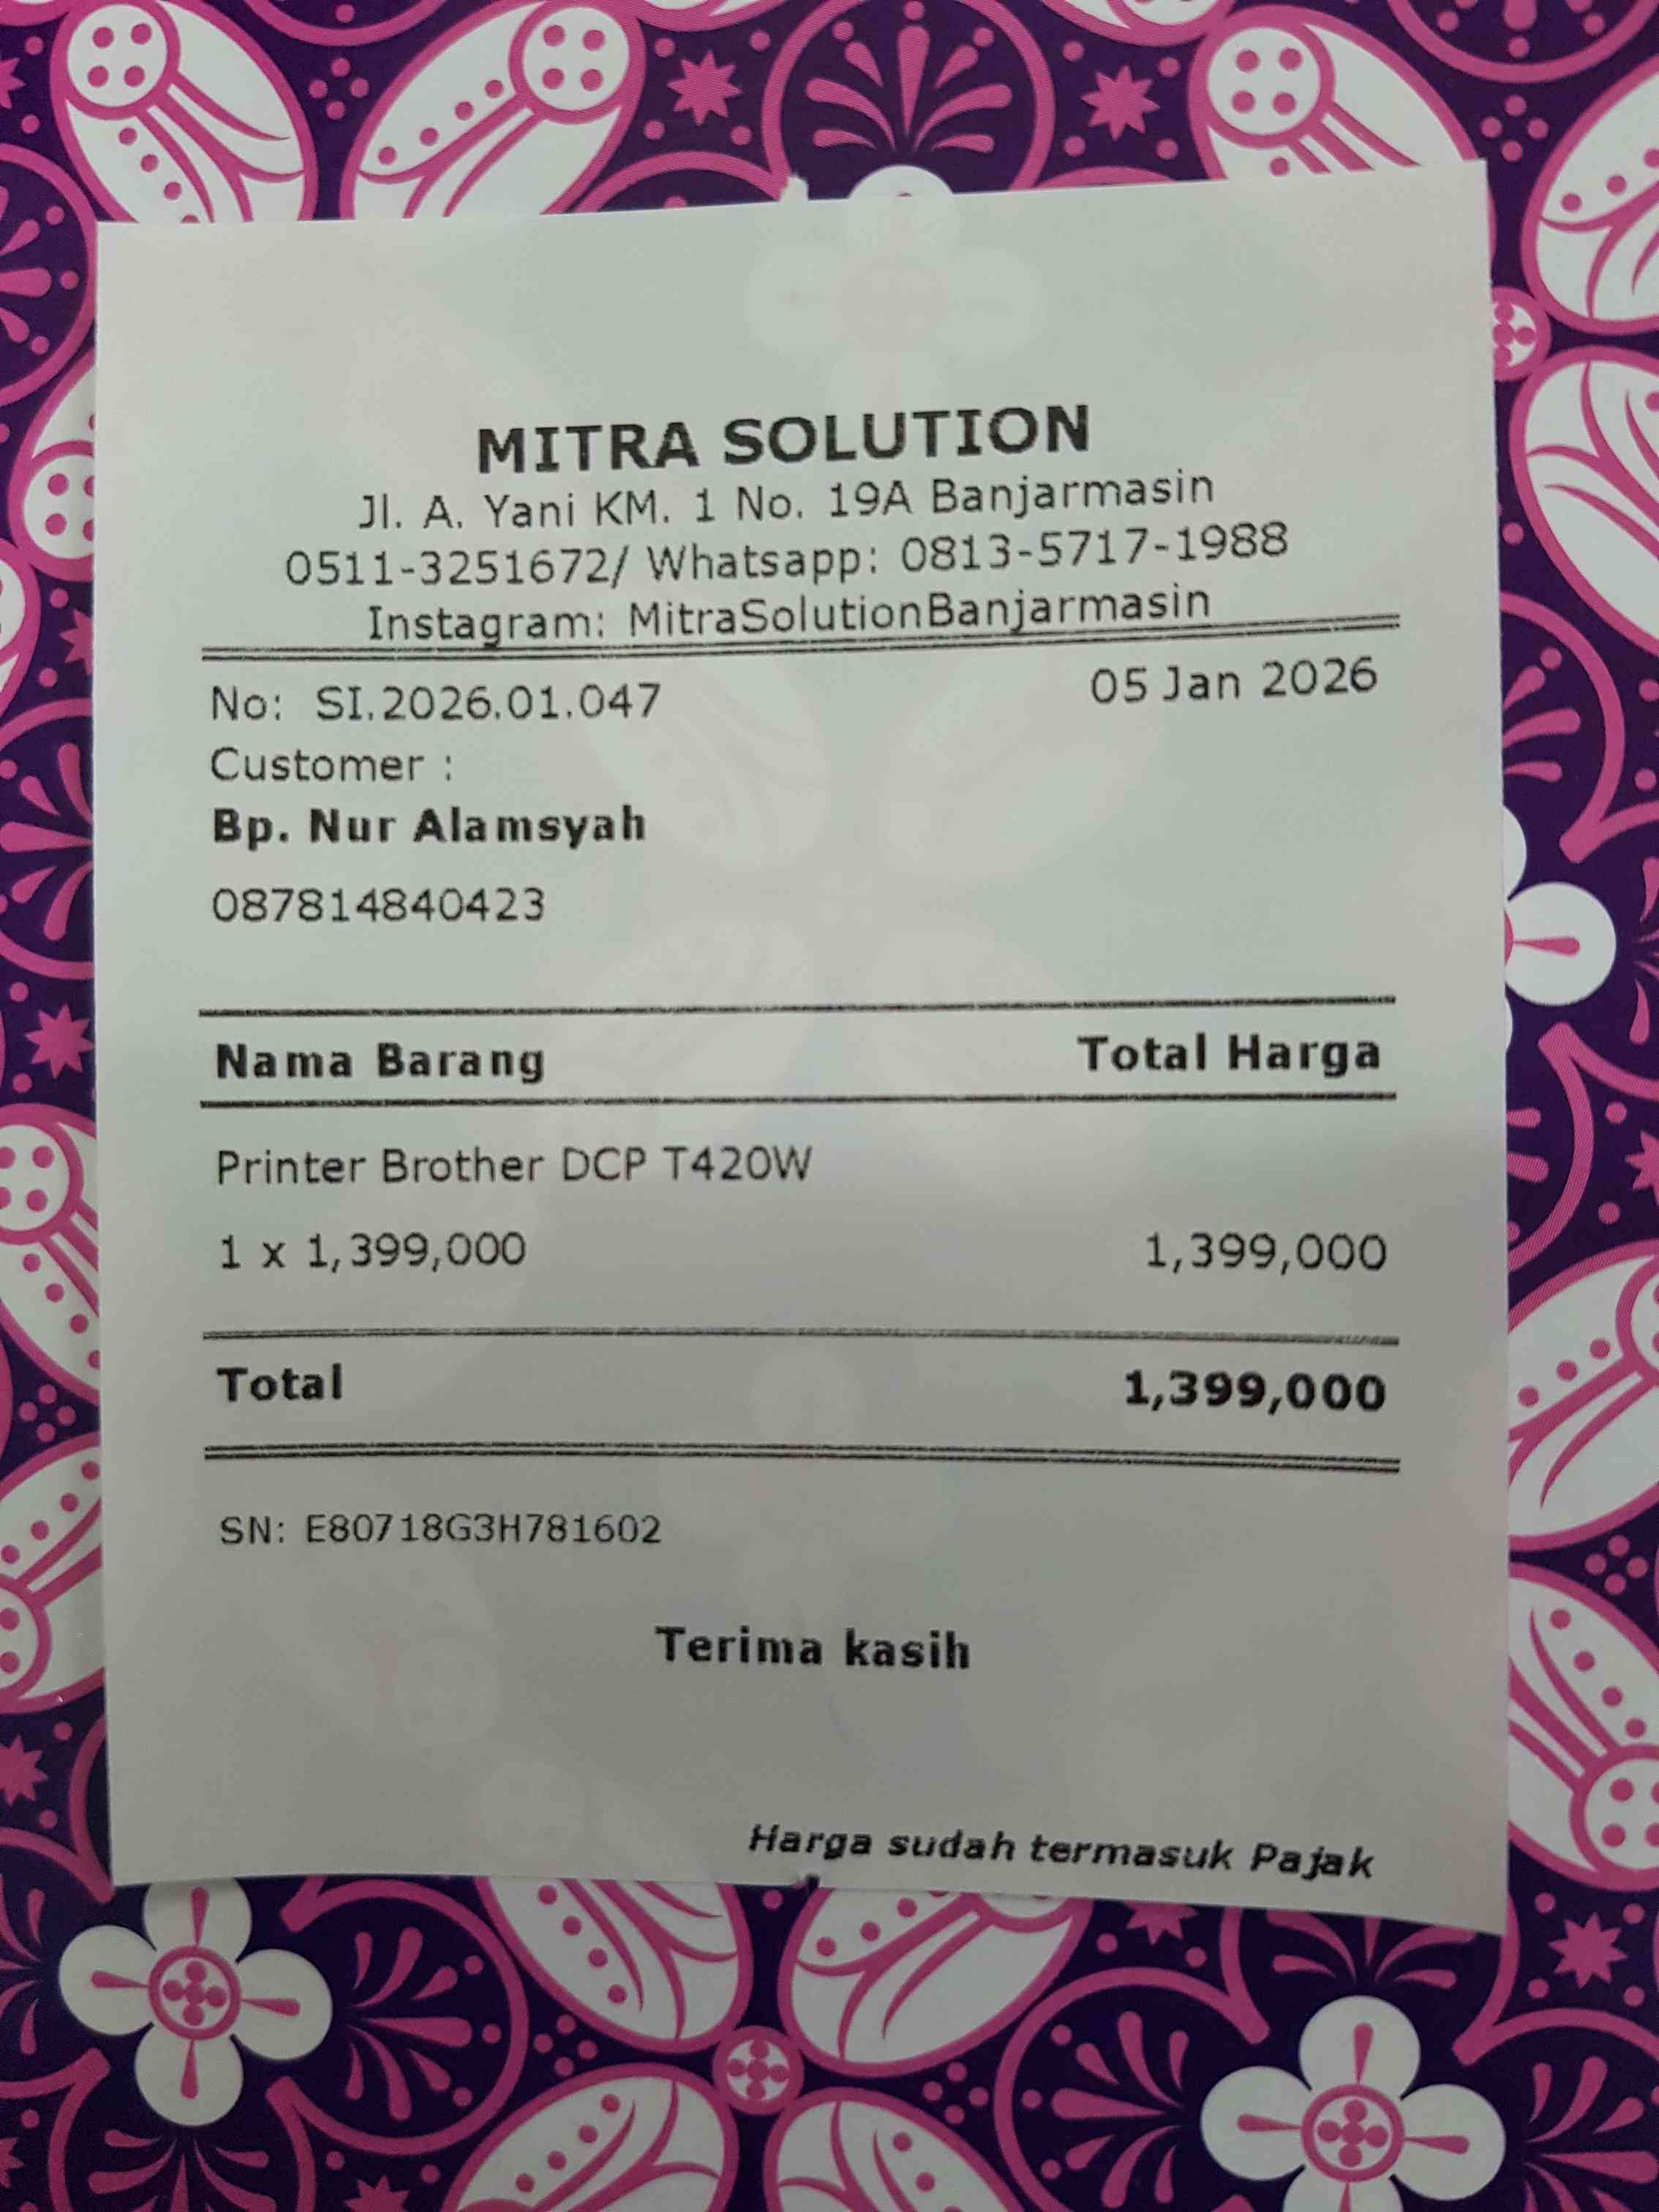 MITRA SOLUTION
Jl. A. Yani KM. 1 No. 19A Banjarmasin
0511-3251672/ Whatsapp: 0813-5717-1988
Instagram: MitraSolutionBanjarmasin
No: SI.2026.01.047 05 Jan 2026
Customer :
Bp. Nur Alamsyah
087814840423
Nama Barang Total Harga
Printer Brother DCP T420W
1 x 1,399,000 1,399,000
Total 1,399,000
SN: E80718G3H781602
Terima kasih
Harga sudah termasuk Pajak